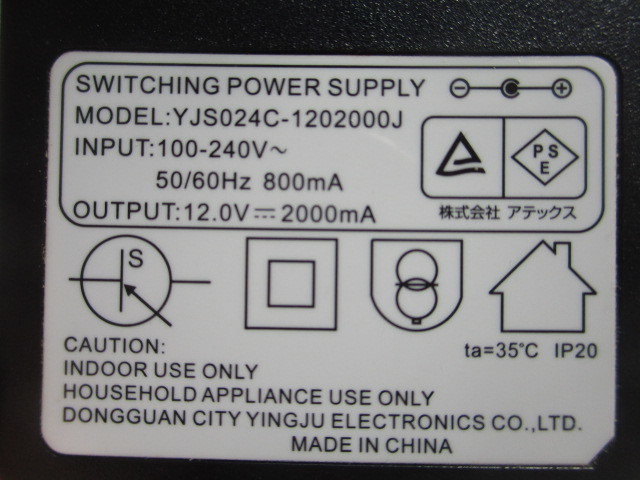 SWITCHING POWER SUPPLY
MODEL:YJS024C-1202000J
INPUT:100-240V~
50/60Hz 800mA
OUTPUT:12.0V⎓2000mA
PS
E
株式会社 アテックス
S
ta=35℃ IP20
CAUTION:
INDOOR USE ONLY
HOUSEHOLD APPLIANCE USE ONLY
DONGGUAN CITY YINGJU ELECTRONICS CO.,LTD.
MADE IN CHINA